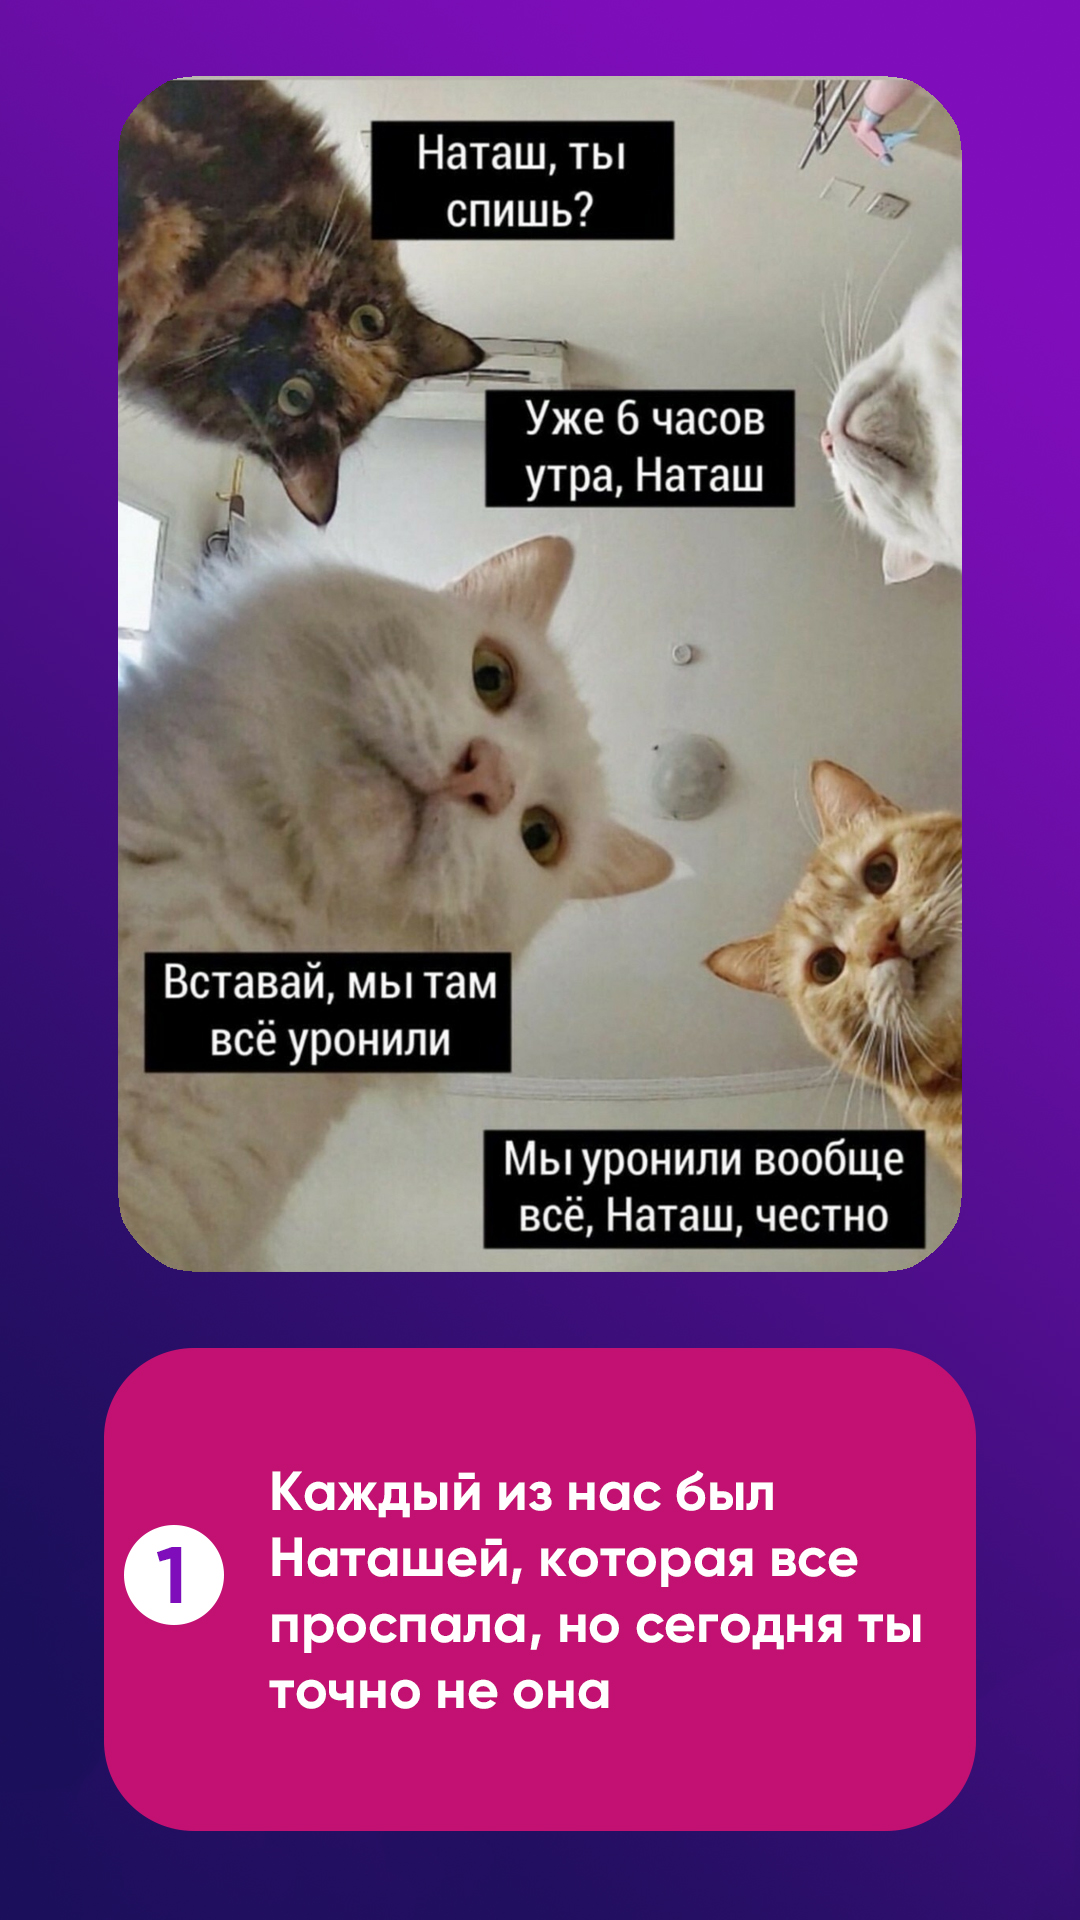 Наташ, ты
спишь?
Уже 6 часов
утра, Наташ
Вставай, мы там
всё уронили
Мы уронили вообще
всё, Наташ, честно
1
Каждый из нас был
Наташей, которая все
проспала, но сегодня ты
точно не она